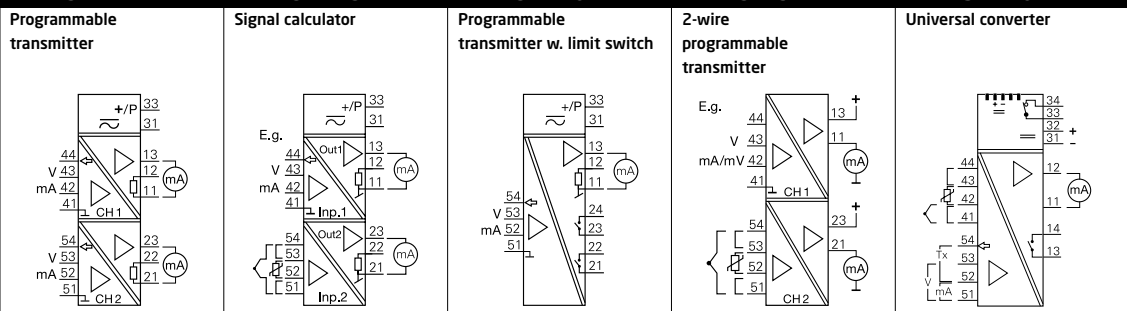 Programmable
transmitter
+/P 33
31
44 13
V 43 12
mA 42 11 mA
41
CH 1
54 23
V 53 22
mA 52 21 mA
51
CH 2
Signal calculator
+/P 33
31
E.g.
Out1 13
44 12
V 43
mA 42 11 mA
41
Inp.1
Out2 23
54 22
53
52 21 mA
51
Inp.2
Programmable
transmitter w. limit switch
+/P 33
31
13
12
11 mA
54 24
V 53 23
mA 52 22
51 21
2-wire
programmable
transmitter
E.g. +
44 13
V 43 11
mA/mV 42 mA
41 CH 1 −
+
54 23
53 21
52 mA
51 CH 2 −
Universal converter
+ -
34
33
32 +
31 -
44 12
43
42 mA
41 11
54 14
Tx 53 13
V 52
mA 51